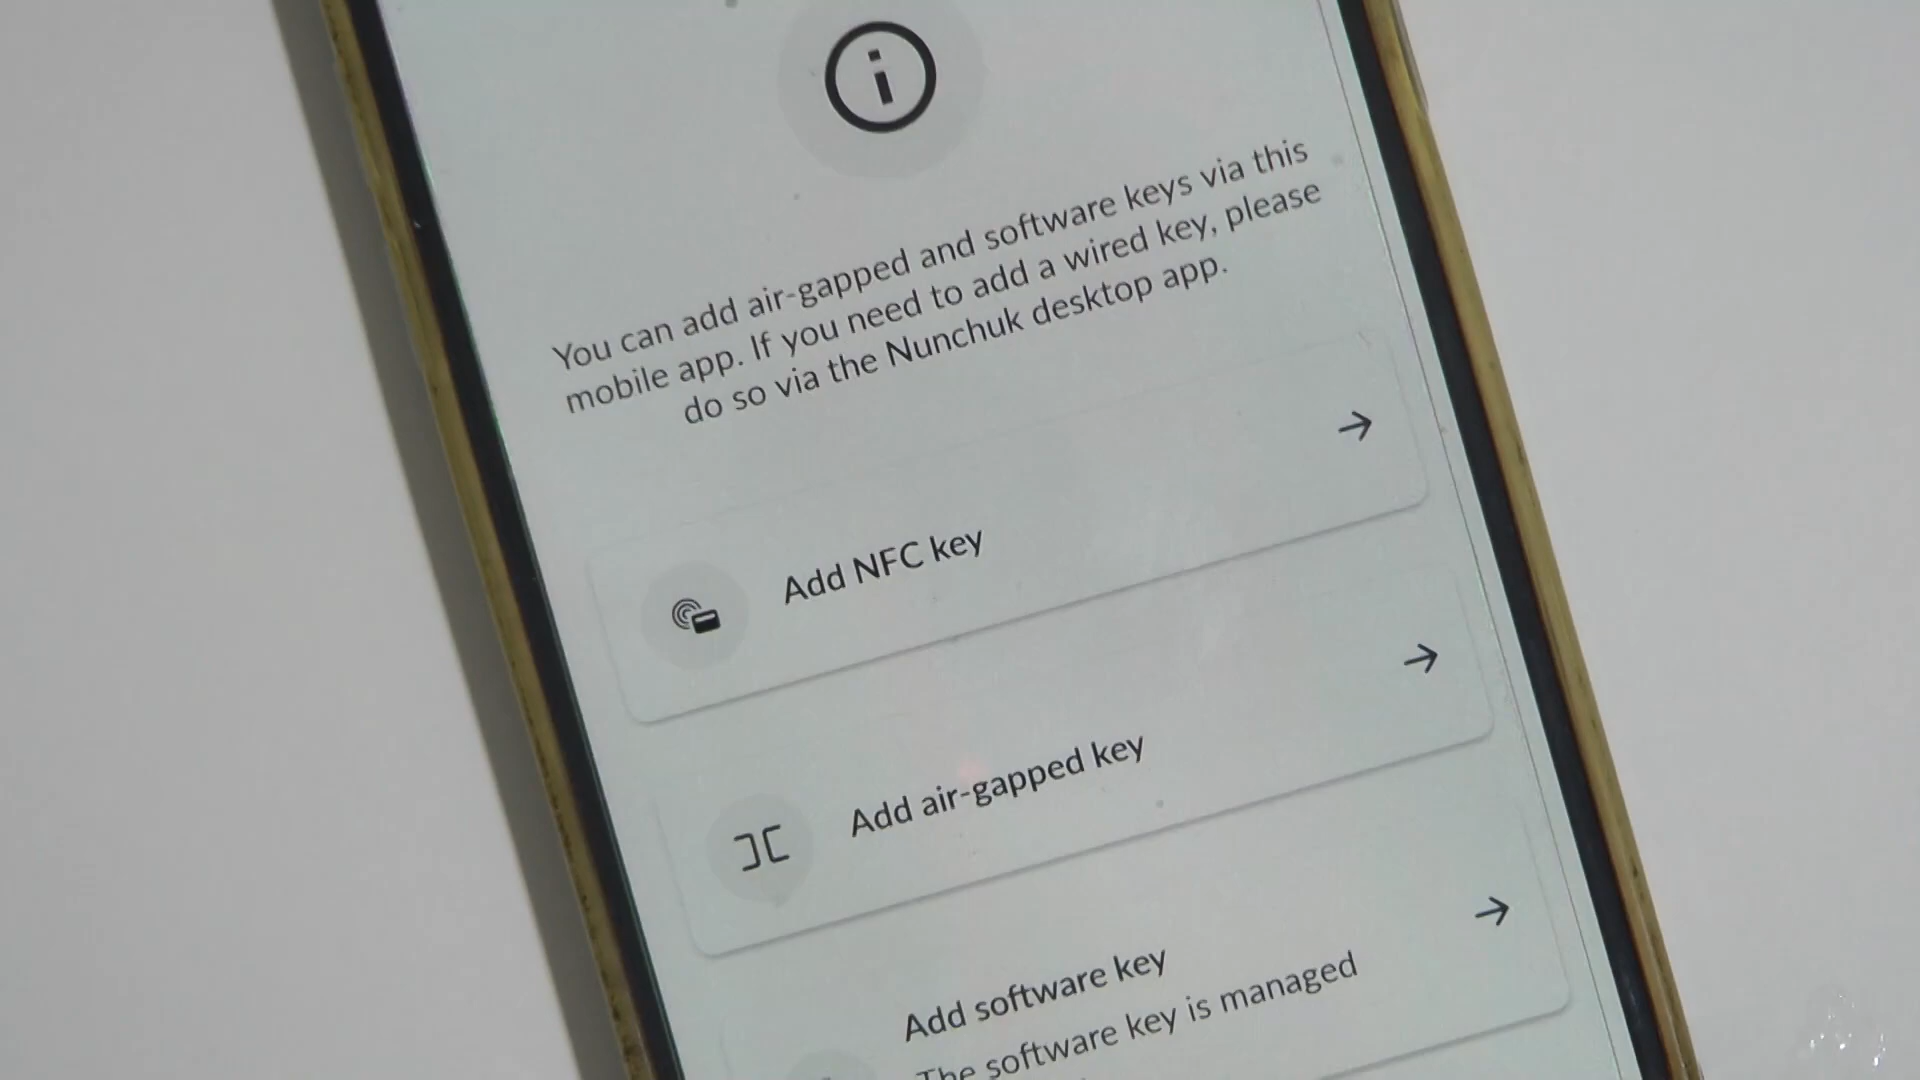 You can add air-gapped and software keys via this
mobile app. If you need to add a wired key, please
do so via the Nunchuk desktop app.
Add NFC key
Add air-gapped key
Add software key
The software key is managed